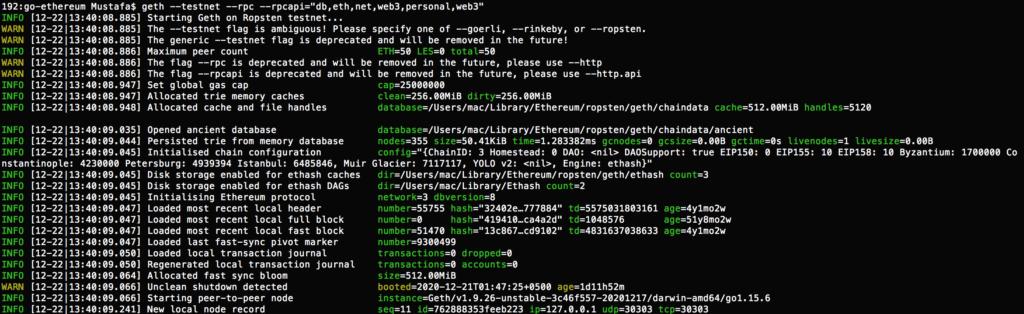 192:go-ethereum Mustafa$ geth --testnet --rpc --rpcapi="db,eth,net,web3,personal,web3"
INFO [12-22|13:40:08.885] Starting Geth on Ropsten testnet...
WARN [12-22|13:40:08.885] The --testnet flag is ambiguous! Please specify one of --goerli, --rinkeby, or --ropsten.
WARN [12-22|13:40:08.885] The generic --testnet flag is deprecated and will be removed in the future!
INFO [12-22|13:40:08.886] Maximum peer count ETH=50 LES=0 total=50
WARN [12-22|13:40:08.886] The flag --rpc is deprecated and will be removed in the future, please use --http
WARN [12-22|13:40:08.886] The flag --rpcapi is deprecated and will be removed in the future, please use --http.api
INFO [12-22|13:40:08.947] Set global gas cap cap=25000000
INFO [12-22|13:40:08.948] Allocated trie memory caches clean=256.00MiB dirty=256.00MiB
INFO [12-22|13:40:08.948] Allocated cache and file handles database=/Users/mac/Library/Ethereum/ropsten/geth/chaindata cache=512.00MiB handles=5120
INFO [12-22|13:40:09.035] Opened ancient database database=/Users/mac/Library/Ethereum/ropsten/geth/chaindata/ancient
INFO [12-22|13:40:09.044] Persisted trie from memory database nodes=355 size=50.41KiB time=1.283382ms gcnodes=0 gcsize=0.00B gctime=0s livenodes=1 livesize=0.00B
INFO [12-22|13:40:09.045] Initialised chain configuration config="{ChainID: 3 Homestead: 0 DAO: <nil> DAOSupport: true EIP150: 0 EIP155: 10 EIP158: 10 Byzantium: 1700000 Co
nstantinople: 4230000 Petersburg: 4939394 Istanbul: 6485846, Muir Glacier: 7117117, YOLO v2: <nil>, Engine: ethash}"
INFO [12-22|13:40:09.045] Disk storage enabled for ethash caches dir=/Users/mac/Library/Ethereum/ropsten/geth/ethash count=3
INFO [12-22|13:40:09.045] Disk storage enabled for ethash DAGs dir=/Users/mac/Library/Ethash count=2
INFO [12-22|13:40:09.045] Initialising Ethereum protocol network=3 dbversion=8
INFO [12-22|13:40:09.047] Loaded most recent local header number=55755 hash="32402e…777884" td=5575031803161 age=4y1mo2w
INFO [12-22|13:40:09.047] Loaded most recent local full block number=0 hash="419410…ca4a2d" td=1048576 age=51y8mo2w
INFO [12-22|13:40:09.047] Loaded most recent local fast block number=51470 hash="13c867…cd9102" td=4831637038633 age=4y1mo2w
INFO [12-22|13:40:09.047] Loaded last fast-sync pivot marker number=9300499
INFO [12-22|13:40:09.050] Loaded local transaction journal transactions=0 dropped=0
INFO [12-22|13:40:09.050] Regenerated local transaction journal transactions=0 accounts=0
INFO [12-22|13:40:09.050] Allocated fast sync bloom size=512.00MiB
WARN [12-22|13:40:09.066] Unclean shutdown detected booted=2020-12-21T01:47:25+0500 age=1d11h52m
INFO [12-22|13:40:09.066] Starting peer-to-peer node instance=Geth/v1.9.26-unstable-3c46f557-20201217/darwin-amd64/go1.15.6
INFO [12-22|13:40:09.241] New local node record seq=11 id=762888353feeb223 ip=127.0.0.1 udp=30303 tcp=30303